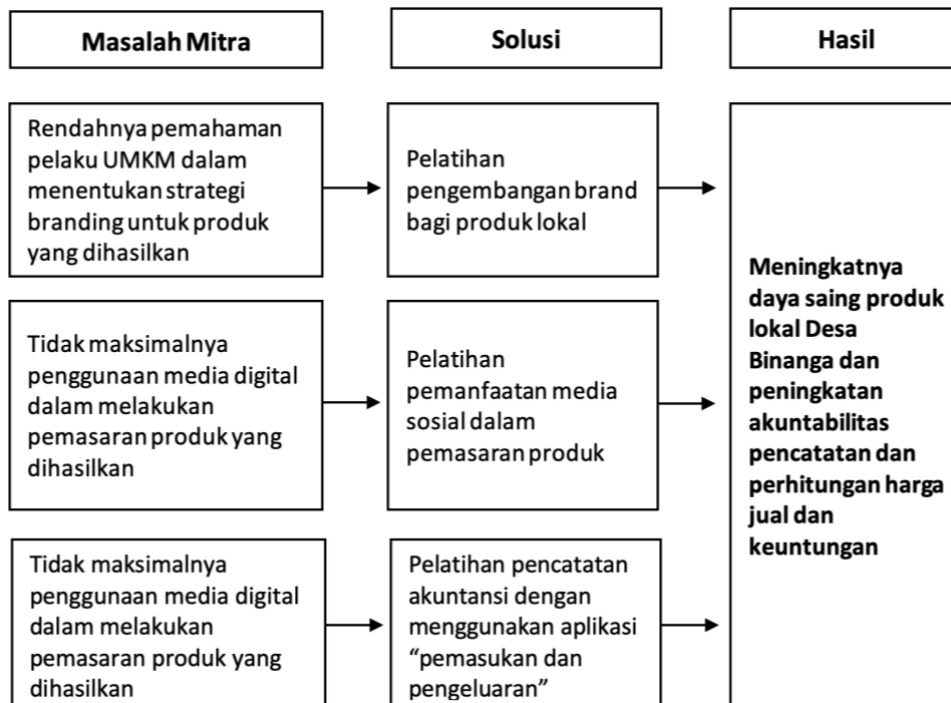 Masalah Mitra
Solusi
Hasil
Rendahnya pemahaman
pelaku UMKM dalam
menentukan strategi
branding untuk produk
yang dihasilkan
Pelatihan
pengembangan brand
bagi produk lokal
Tidak maksimalnya
penggunaan media digital
dalam melakukan
pemasaran produk yang
dihasilkan
Pelatihan
pemanfaatan media
sosial dalam
pemasaran produk
Tidak maksimalnya
penggunaan media digital
dalam melakukan
pemasaran produk yang
dihasilkan
Pelatihan pencatatan
akuntansi dengan
menggunakan aplikasi
“pemasukan dan
pengeluaran”
Meningkatnya
daya saing produk
lokal Desa
Binanga dan
peningkatan
akuntabilitas
pencatatan dan
perhitungan harga
jual dan
keuntungan